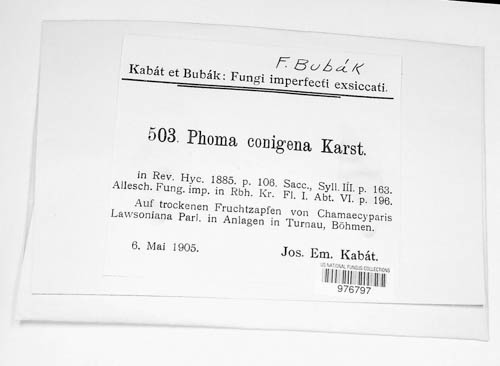 F. Bubák
Kabát et Bubák: Fungi imperfecti exsiccati.
503. Phoma conigena Karst.
in Rev. Myc. 1885. p. 106. Sacc., Syll. III. p. 163.
Allesch. Fung. imp. in Rbh. Kr. Fl. I. Abt. VI. p. 196.
Auf trockenen Fruchtzapfen von Chamaecyparis
Lawsoniana Parl. in Anlagen in Turnau, Böhmen.
6. Mai 1905.
Jos. Em. Kabát.
US NATIONAL FUNGUS COLLECTIONS
976797